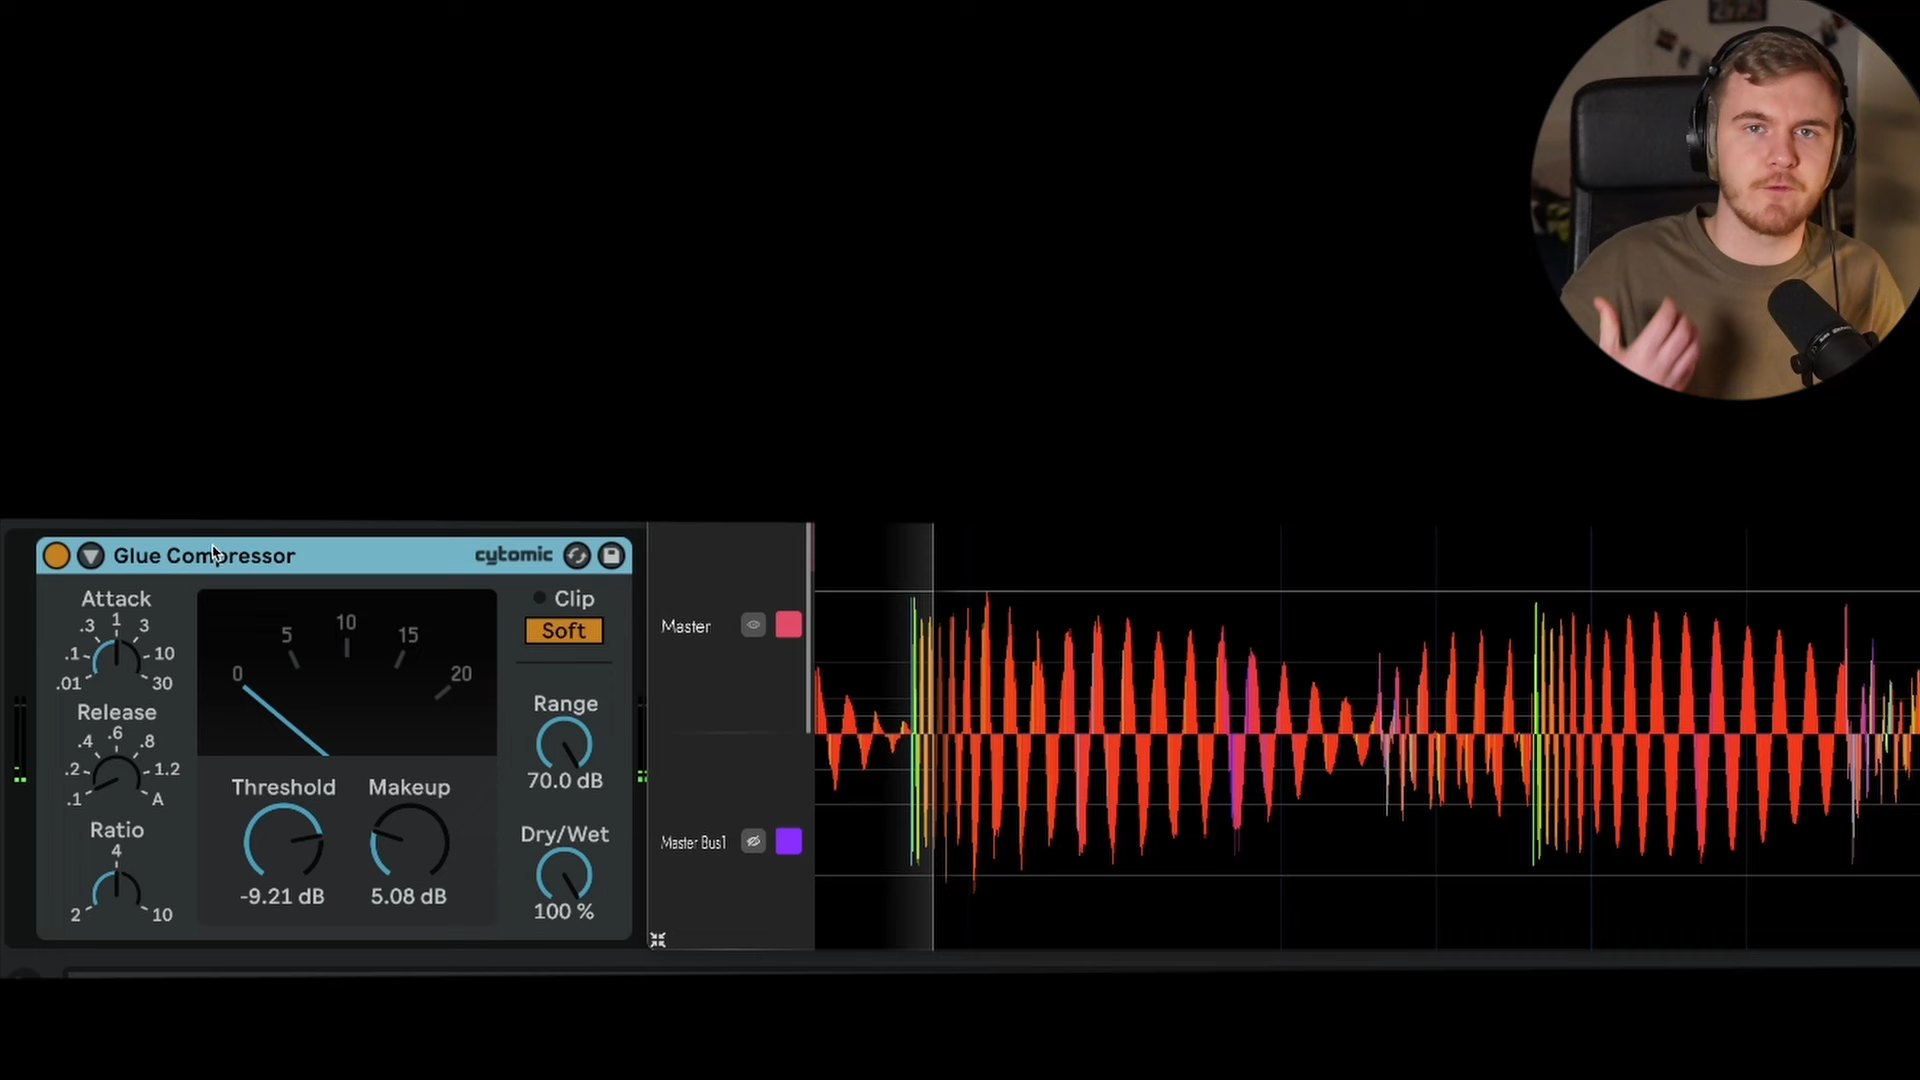 Glue Compressor
cytomic
Attack
.01 .1 .3 1 3 10 30
Release
.1 .2 .4 .6 .8 1.2 A
Ratio
2 4 10
0 5 10 15 20
Threshold
-9.21 dB
Makeup
5.08 dB
Clip
Soft
Range
70.0 dB
Dry/Wet
100 %
Master
Master Bus1